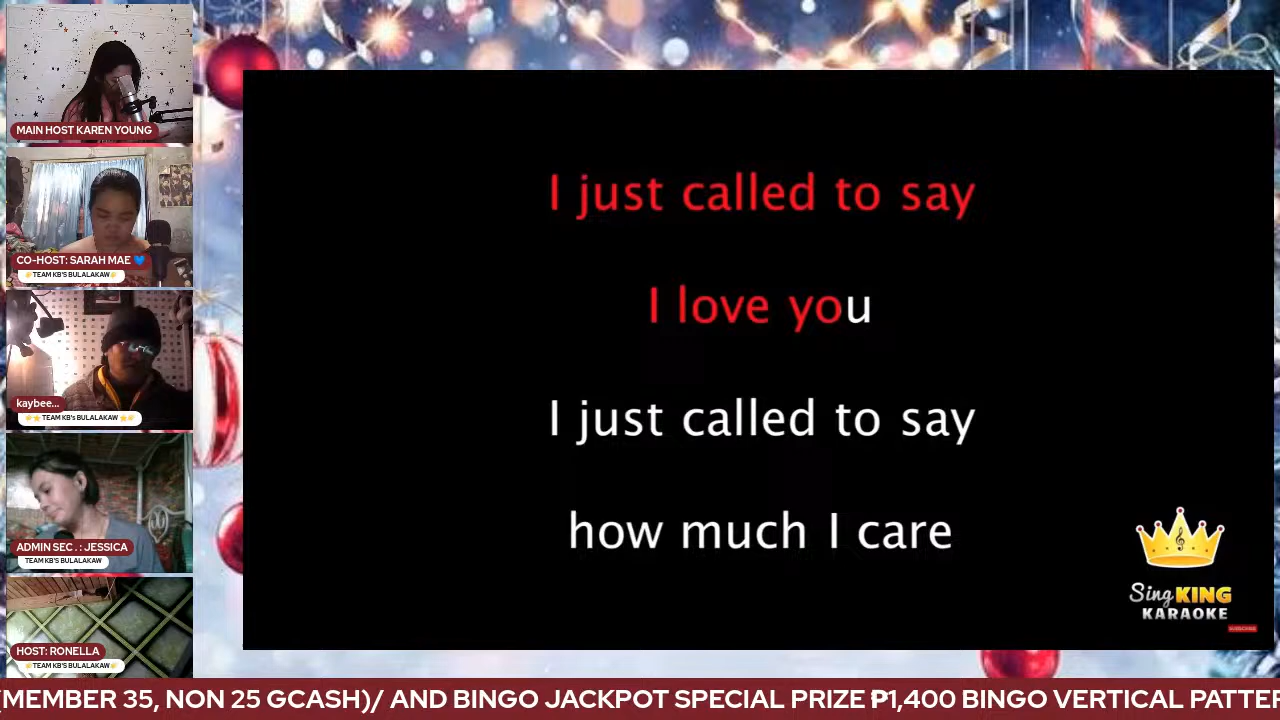 MAIN HOST KAREN YOUNG
CO-HOST: SARAH MAE 💙
TEAM KB'S BULALAKAW
kaybee...
TEAM KB's BULALAKAW
ADMIN SEC . : JESSICA
TEAM KB'S BULALAKAW
HOST: RONELLA
TEAM KB'S BULALAKAW
I just called to say
I love you
I just called to say
how much I care
Sing KING
KARAOKE
SUBSCRIBE
(MEMBER 35, NON 25 GCASH)/ AND BINGO JACKPOT SPECIAL PRIZE ₱1,400 BINGO VERTICAL PATTER